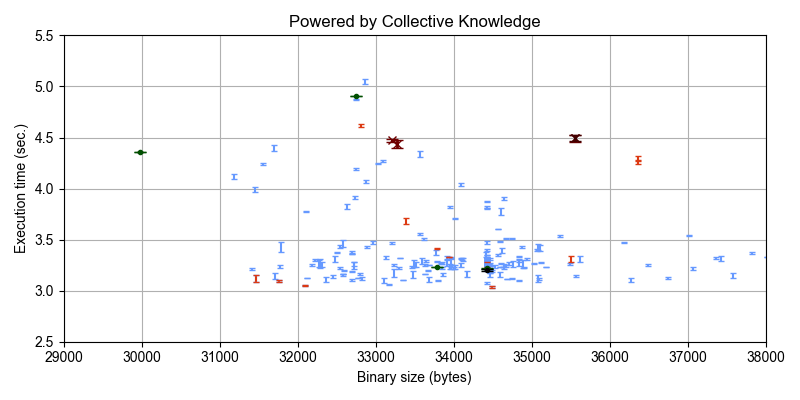 Powered by Collective Knowledge
5.5
5.0
4.5
4.0
3.5
3.0
2.5
Execution time (sec.)
29000 30000 31000 32000 33000 34000 35000 36000 37000 38000
Binary size (bytes)